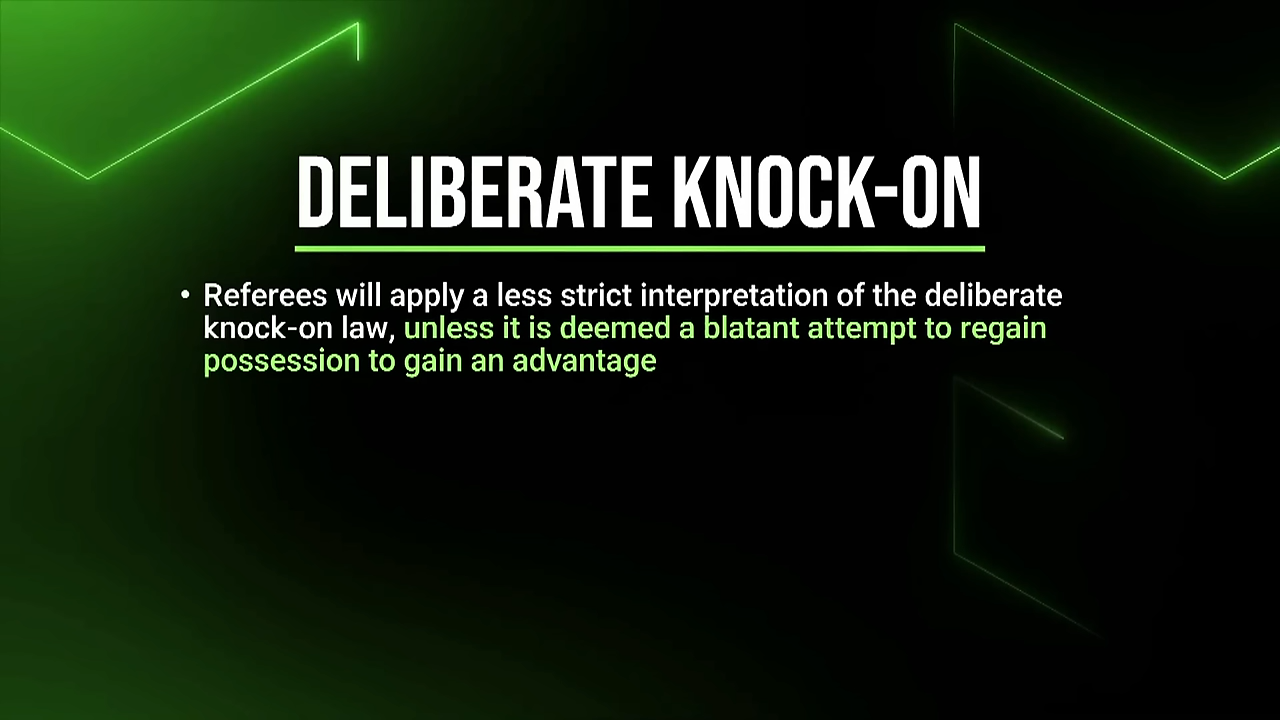 DELIBERATE KNOCK-ON
• Referees will apply a less strict interpretation of the deliberate
knock-on law, unless it is deemed a blatant attempt to regain
possession to gain an advantage